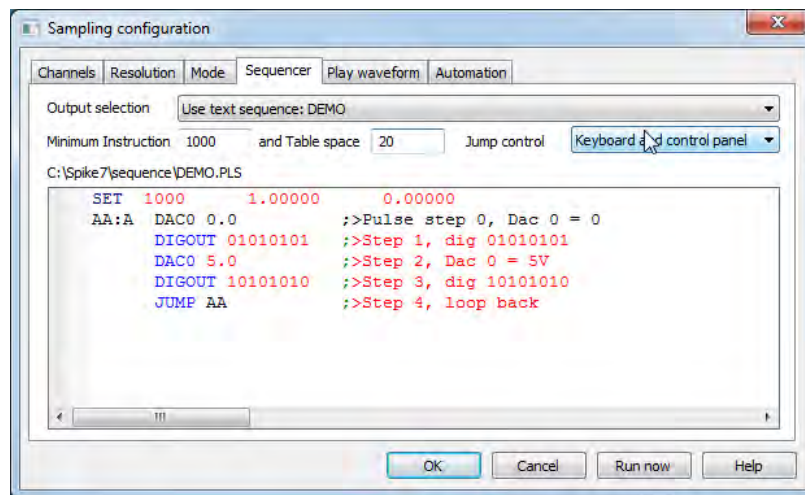 Sampling configuration
Channels Resolution Mode Sequencer Play waveform Automation
Output selection Use text sequence: DEMO
Minimum Instruction 1000 and Table space 20 Jump control Keyboard and control panel
C:\Spike7\sequence\DEMO.PLS
SET 1000 1.00000 0.00000
AA:A DAC0 0.0 ;>Pulse step 0, Dac 0 = 0
DIGOUT 01010101 ;>Step 1, dig 01010101
DAC0 5.0 ;>Step 2, Dac 0 = 5V
DIGOUT 10101010 ;>Step 3, dig 10101010
JUMP AA ;>Step 4, loop back
OK Cancel Run now Help